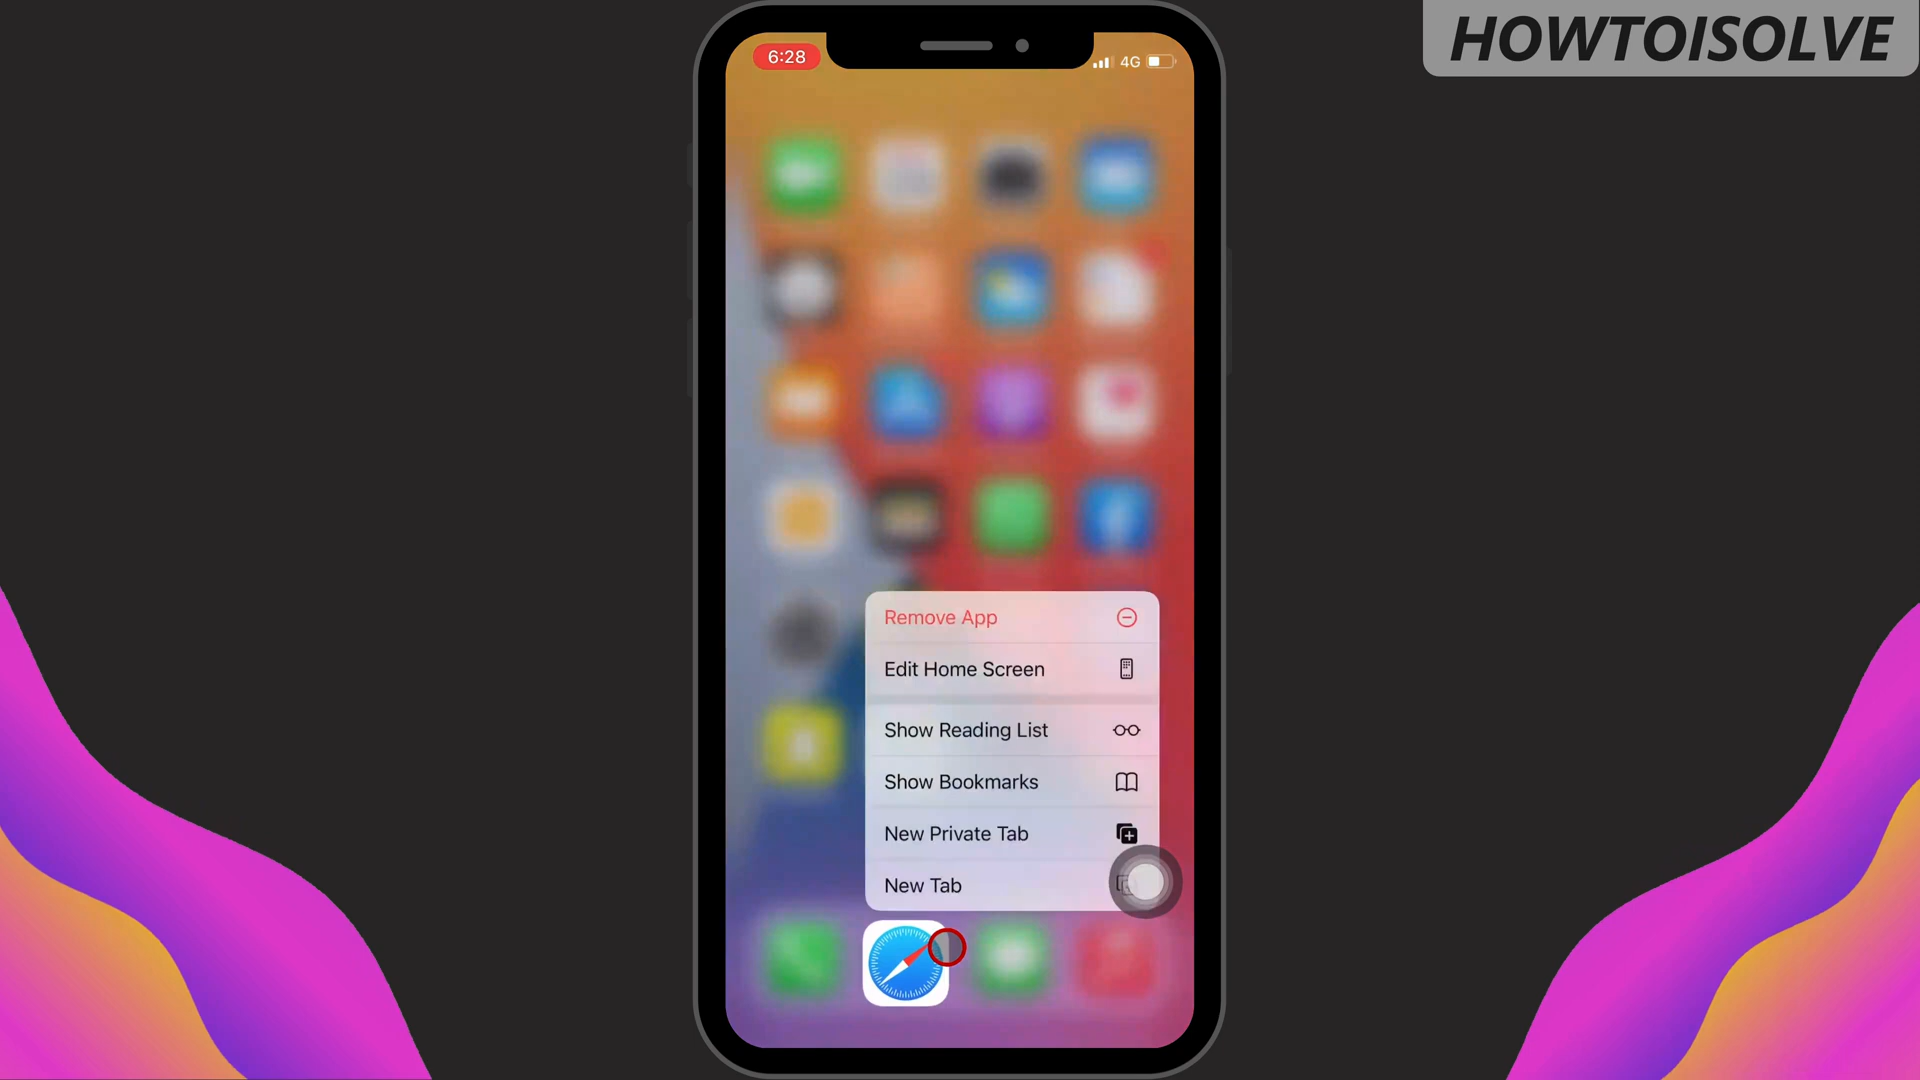 HOWTOISOLVE
6:28
4G
Remove App
Edit Home Screen
Show Reading List
Show Bookmarks
New Private Tab
New Tab